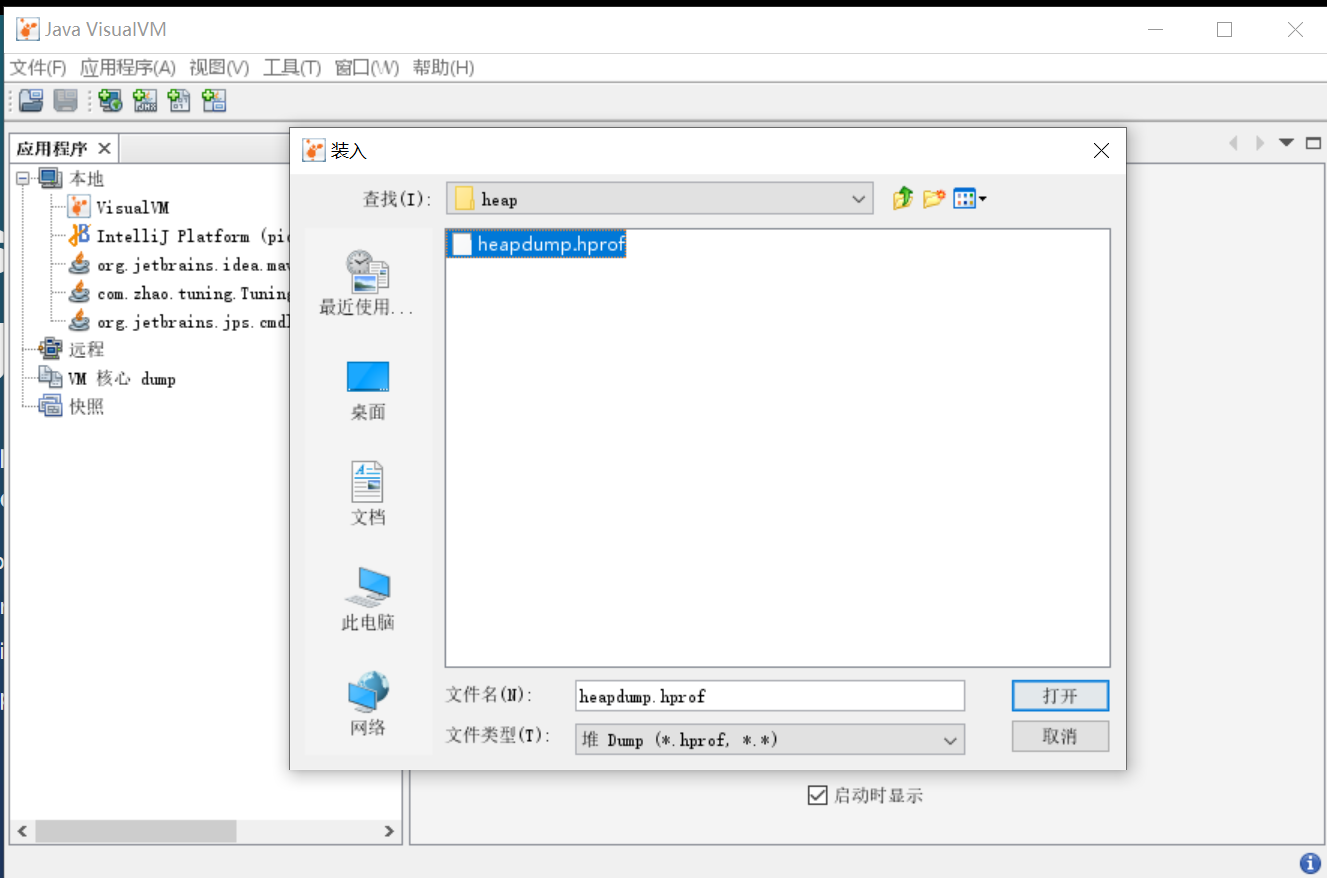 Java VisualVM
文件(F) 应用程序(A) 视图(V) 工具(T) 窗口(W) 帮助(H)
应用程序
本地
VisualVM
IntelliJ Platform
org.jetbrains.idea.
com.zhao.tuning.
org.jetbrains.jps.
远程
VM 核心 dump
快照
装入
查找(I):
heap
heapdump.hprof
最近使用...
桌面
文档
此电脑
网络
文件名(N):
heapdump.hprof
打开
文件类型(T):
堆 Dump (*.hprof, *.*)
取消
启动时显示